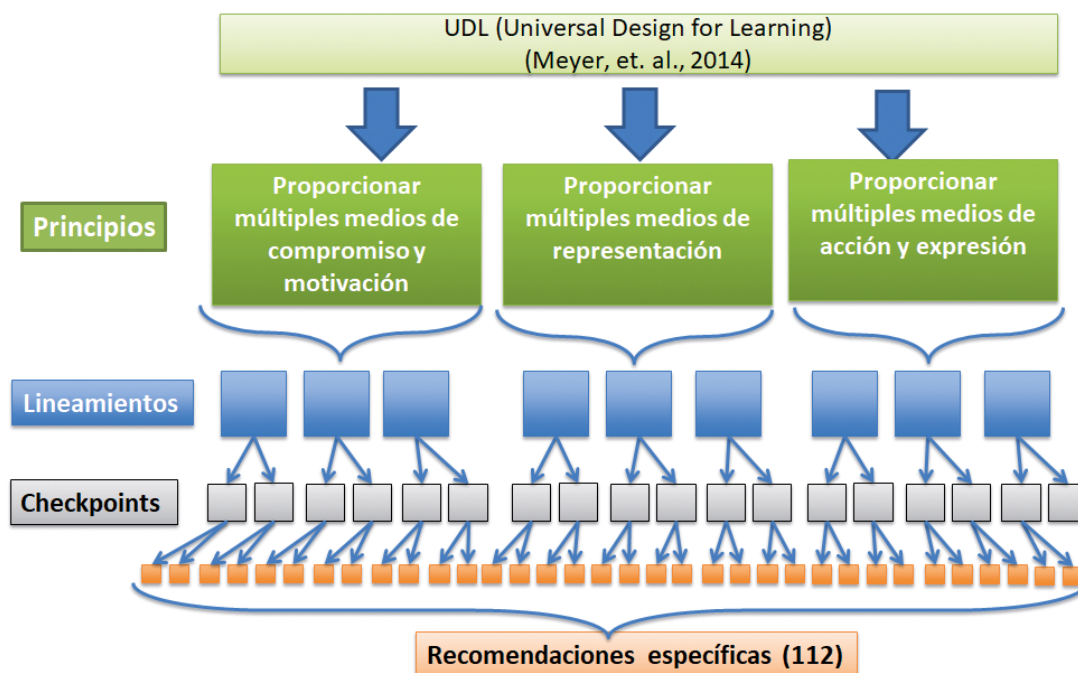 UDL (Universal Design for Learning)
(Meyer, et. al., 2014)
Principios
Proporcionar
múltiples medios de
compromiso y
motivación
Proporcionar
múltiples medios de
representación
Proporcionar
múltiples medios de
acción y expresión
Lineamientos
Checkpoints
Recomendaciones específicas (112)